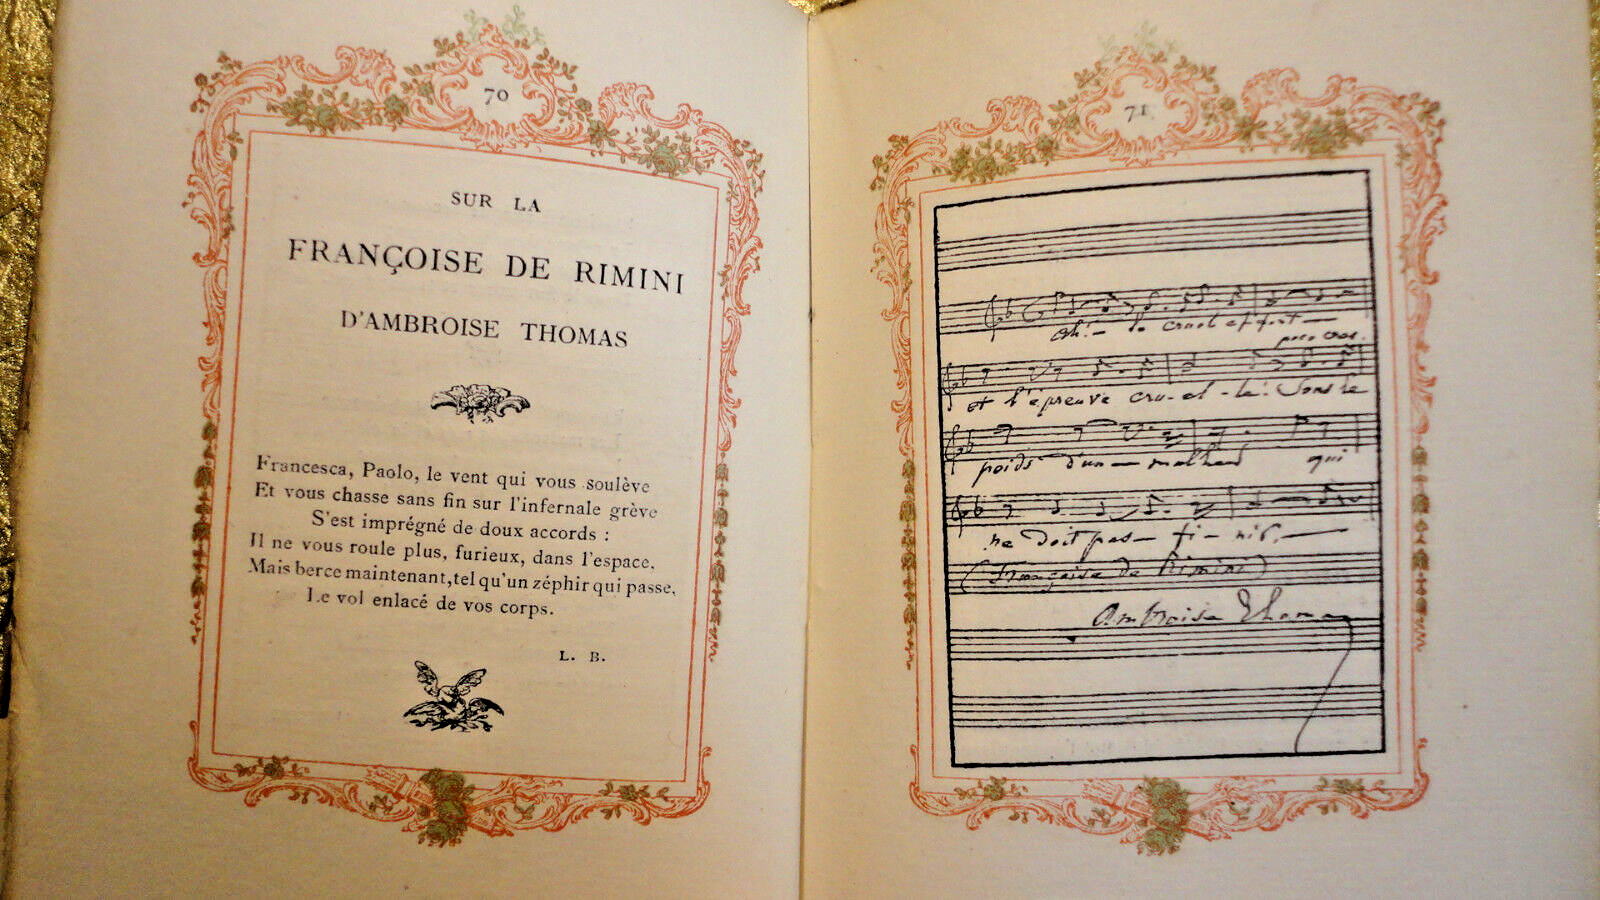 70
SUR LA
FRANÇOISE DE RIMINI
D'AMBROISE THOMAS
Francesca, Paolo, le vent qui vous soulève
Et vous chasse sans fin sur l'infernale grève
S'est imprégné de doux accords :
Il ne vous roule plus, furieux, dans l'espace,
Mais berce maintenant, tel qu'un zéphir qui passe,
Le vol enlacé de vos corps.
L. B.
71
Ah! – le cruel effort –
et l'épreuve cru-el-le! Sous le
poids d'un – malheur qui
ne doit pas – fi – nir. –
(Françoise de Rimini)
Ambroise Thomas